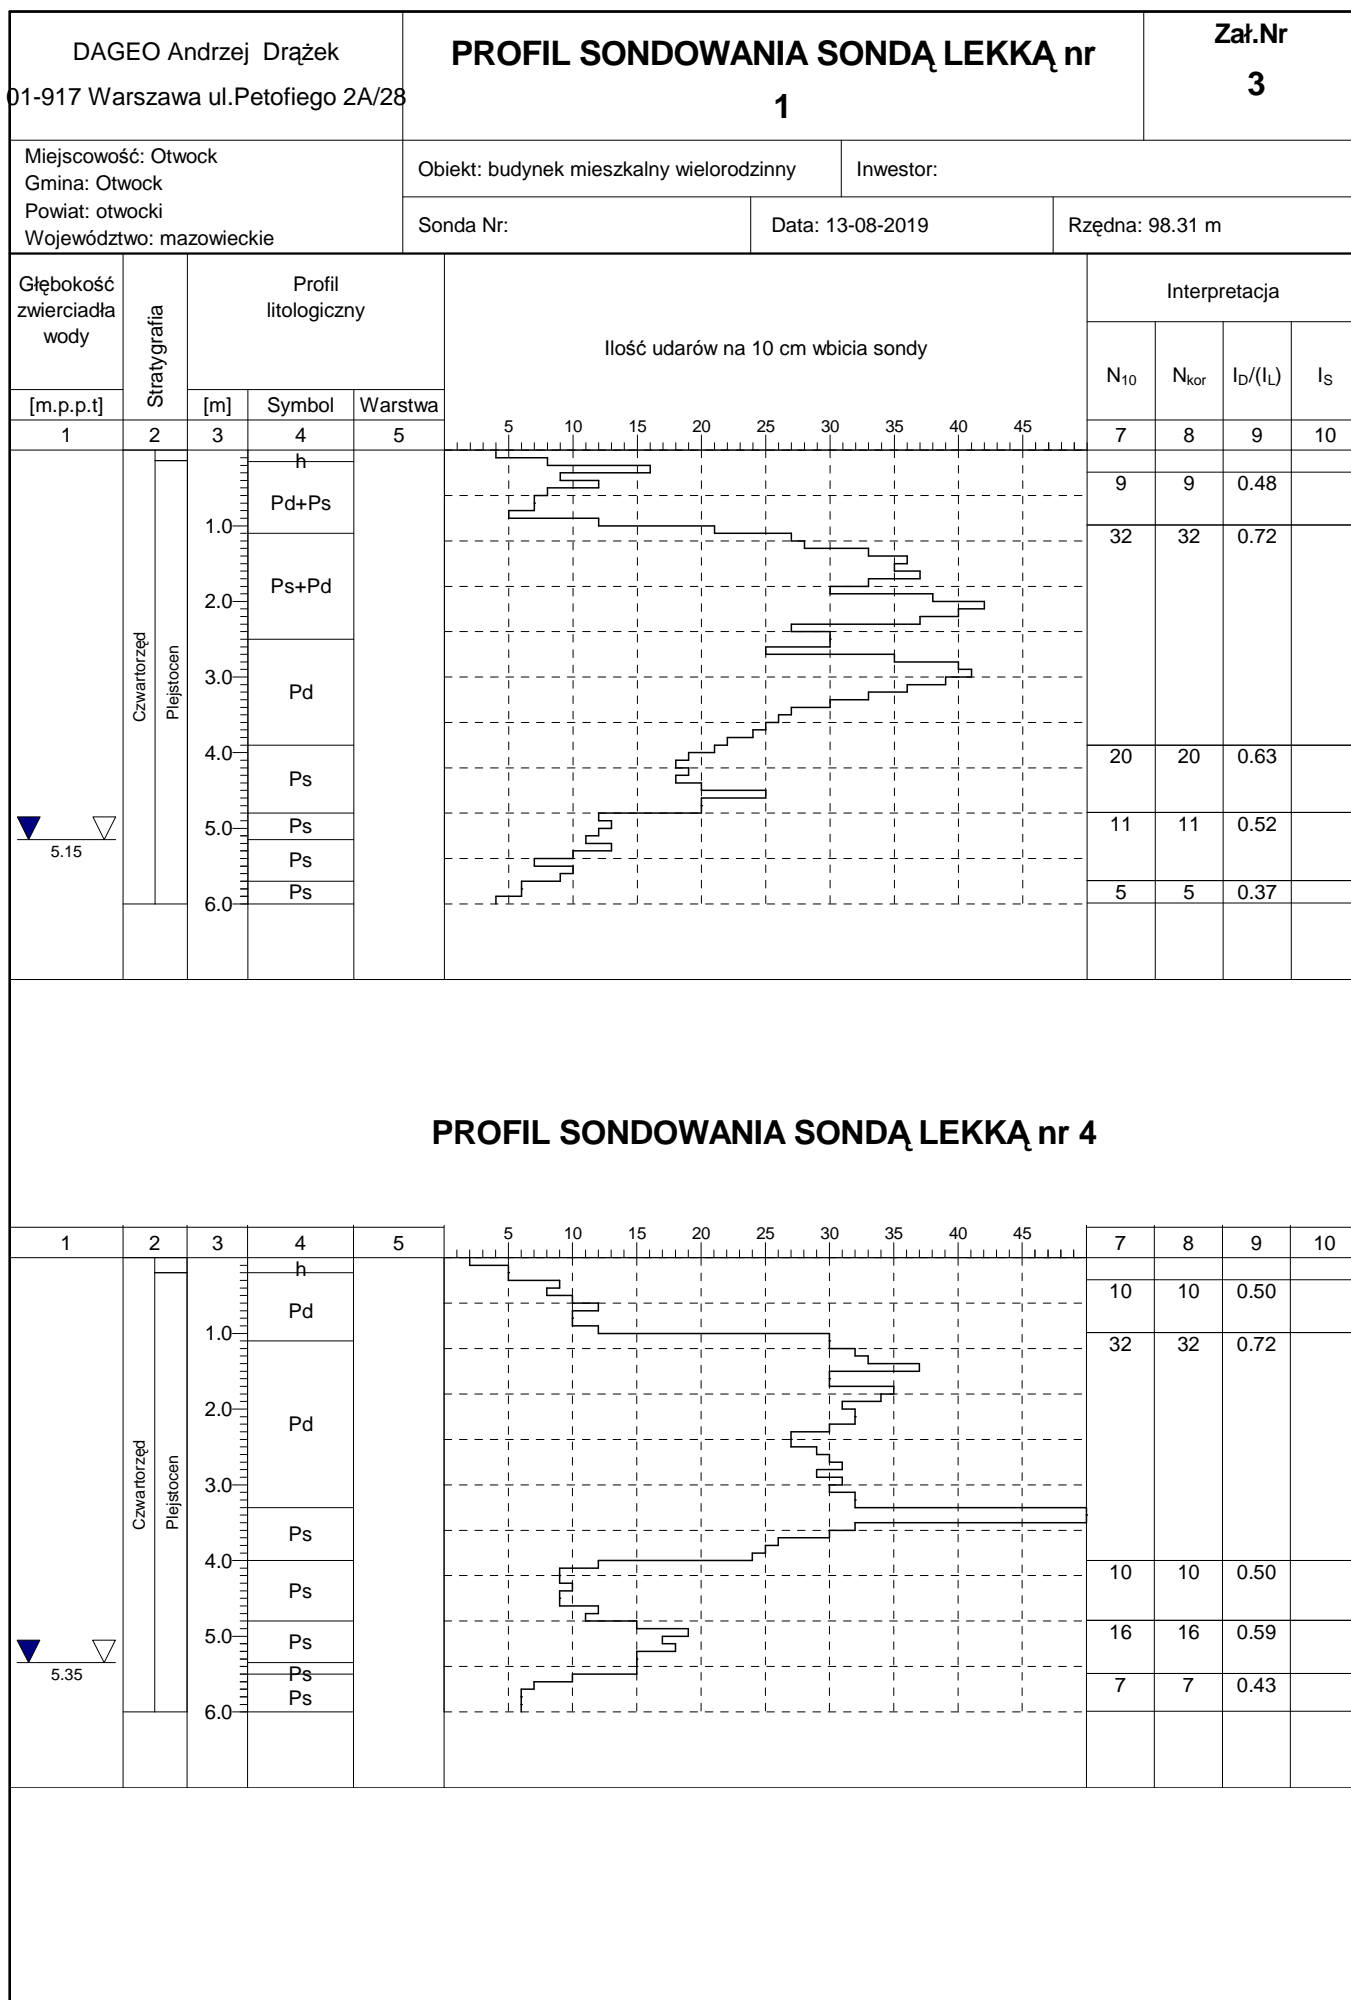 DAGEO Andrzej Drążek
01-917 Warszawa ul.Petofiego 2A/28
PROFIL SONDOWANIA SONDĄ LEKKĄ nr
1
Zał.Nr
3
Miejscowość: Otwock
Gmina: Otwock
Powiat: otwocki
Województwo: mazowieckie
Obiekt: budynek mieszkalny wielorodzinny
Inwestor:
Sonda Nr:
Data: 13-08-2019
Rzędna: 98.31 m
Głębokość
zwierciadła
wody
[m.p.p.t]
Stratygrafia
Profil
litologiczny
[m] Symbol Warstwa
Ilość udarów na 10 cm wbicia sondy
Interpretacja
N10 Nkor ID/(IL) IS
1 2 3 4 5 5 10 15 20 25 30 35 40 45 7 8 9 10
h
9 9 0.48
Pd+Ps
1.0
32 32 0.72
Ps+Pd
2.0
Czwartorzęd
Plejstocen
3.0
Pd
4.0
20 20 0.63
Ps
5.0
Ps
11 11 0.52
5.15
Ps
Ps
5 5 0.37
6.0
PROFIL SONDOWANIA SONDĄ LEKKĄ nr 4
1 2 3 4 5 5 10 15 20 25 30 35 40 45 7 8 9 10
h
10 10 0.50
Pd
1.0
32 32 0.72
2.0
Pd
Czwartorzęd
Plejstocen
3.0
Ps
4.0
10 10 0.50
Ps
5.0
Ps
16 16 0.59
5.35
Ps
7 7 0.43
Ps
6.0